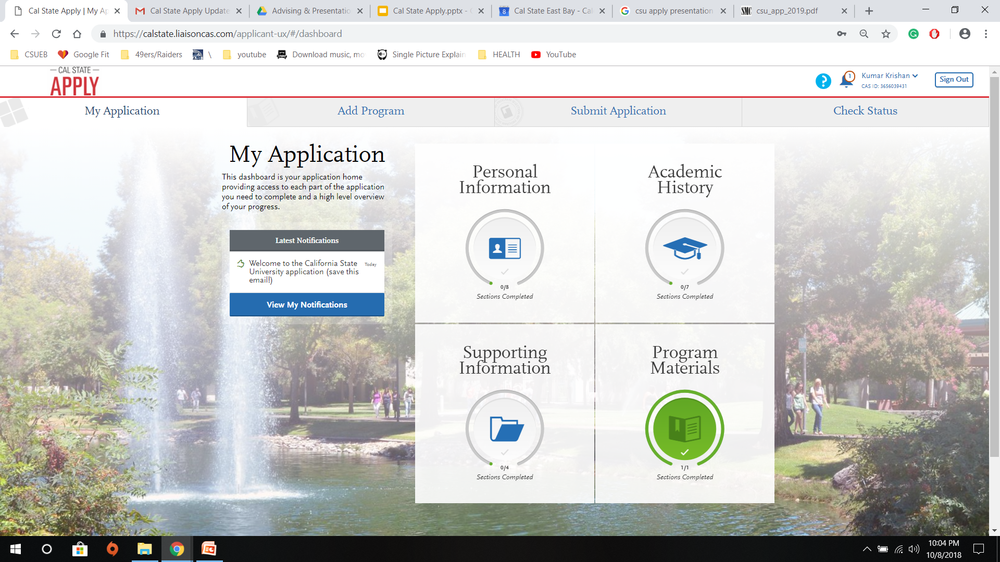 Cal State Apply | My Ap
Cal State Apply Update
Advising & Presentatio
Cal State Apply.pptx -
Cal State East Bay - Cal
csu apply presentation
SMC csu_app_2019.pdf
https://calstate.liaisoncas.com/applicant-ux/#/dashboard
CSUEB
Google Fit
49ers/Raiders
\
youtube
Download music, mo
Single Picture Explain
HEALTH
YouTube
CAL STATE
APPLY
?
1
Kumar Krishan
CAS ID: 3656039431
Sign Out
My Application
Add Program
Submit Application
Check Status
My Application
This dashboard is your application home
providing access to each part of the application
you need to complete and a high level overview
of your progress.
Latest Notifications
Welcome to the California State
University application (save this
email!)
Today
View My Notifications
Personal
Information
0/8
Sections Completed
Academic
History
0/7
Sections Completed
Supporting
Information
0/4
Sections Completed
Program
Materials
1/1
Sections Completed
10:04 PM
10/8/2018